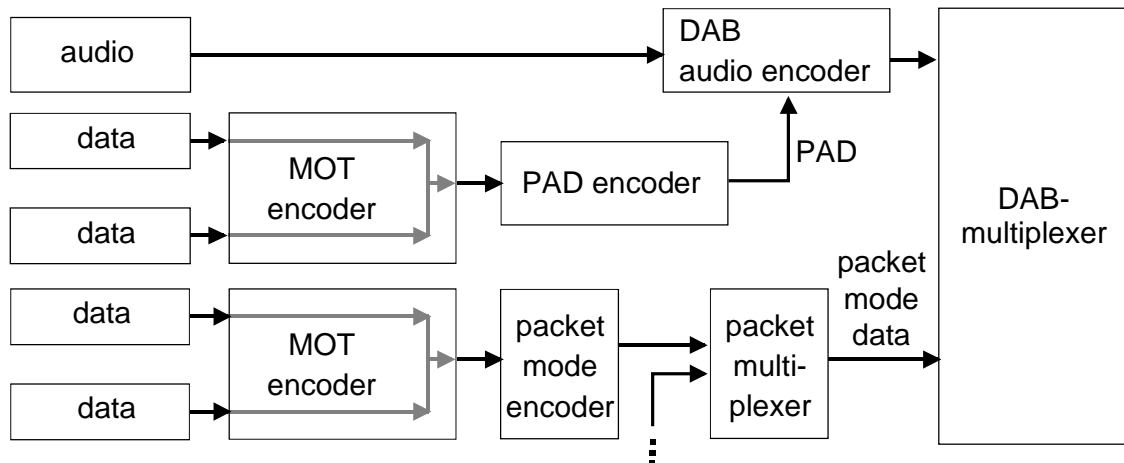 audio
DAB
audio encoder
data
MOT
encoder
PAD encoder
PAD
data
DAB-
multiplexer
data
MOT
encoder
packet
mode
encoder
packet
multi-
plexer
packet
mode
data
data